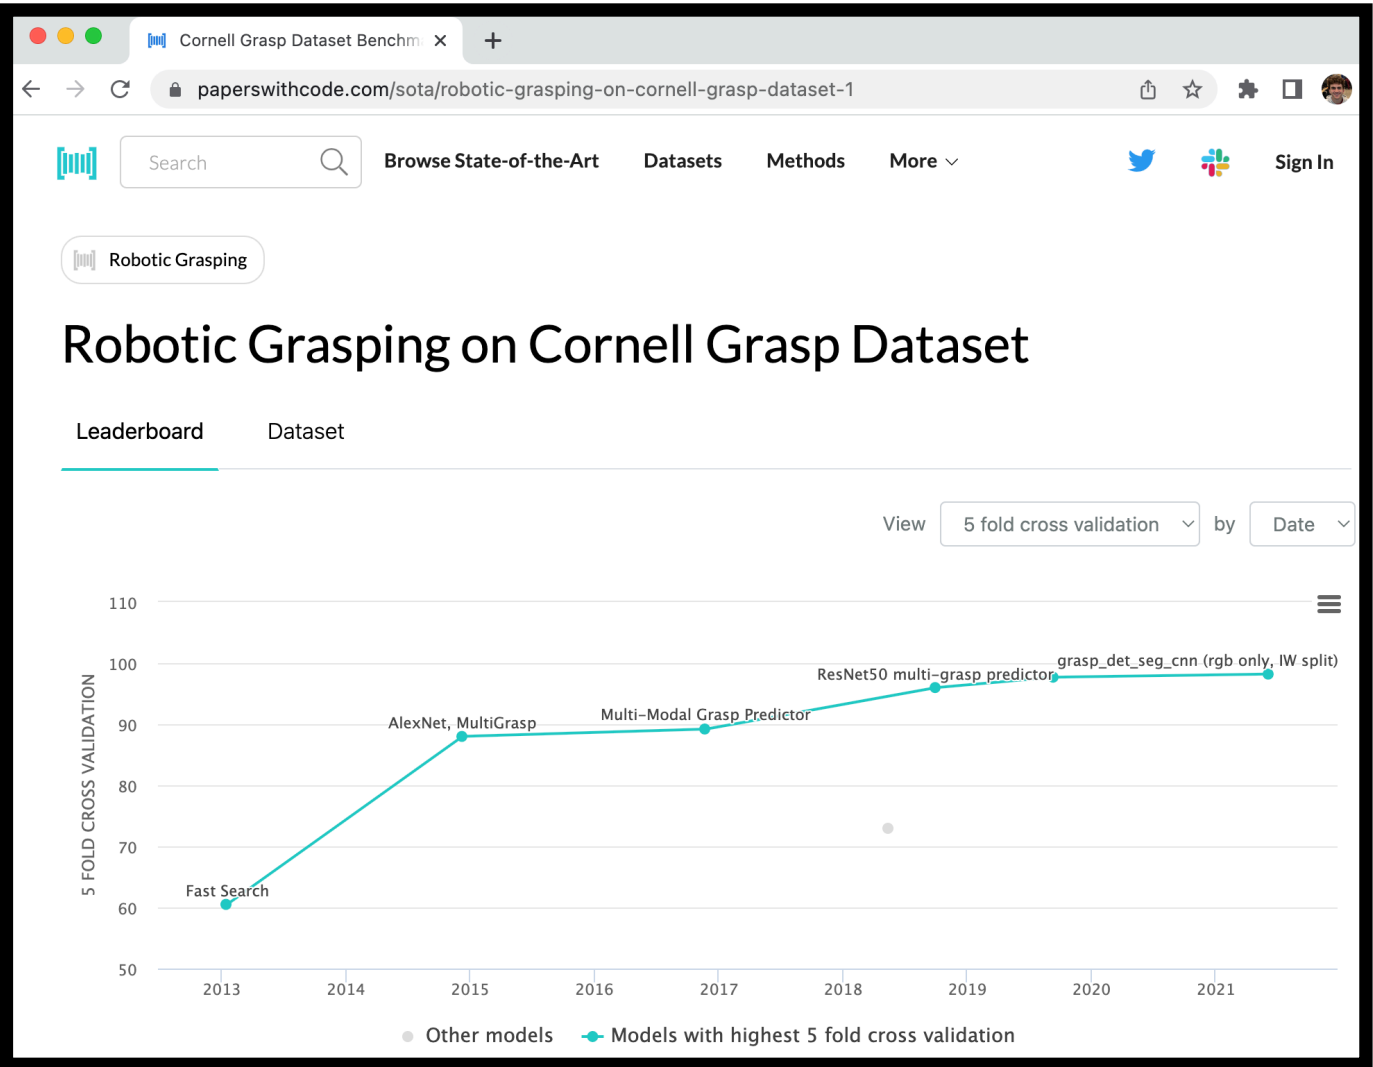 Cornell Grasp Dataset Benchm
paperswithcode.com/sota/robotic-grasping-on-cornell-grasp-dataset-1
Search Browse State-of-the-Art Datasets Methods More Sign In
Robotic Grasping
Robotic Grasping on Cornell Grasp Dataset
Leaderboard Dataset
View 5 fold cross validation by Date
5 FOLD CROSS VALIDATION
110
100
90
80
70
60
50
Fast Search
AlexNet, MultiGrasp
Multi-Modal Grasp Predictor
ResNet50 multi-grasp predictor
grasp_det_seg_cnn (rgb only, IW split)
2013 2014 2015 2016 2017 2018 2019 2020 2021
Other models Models with highest 5 fold cross validation